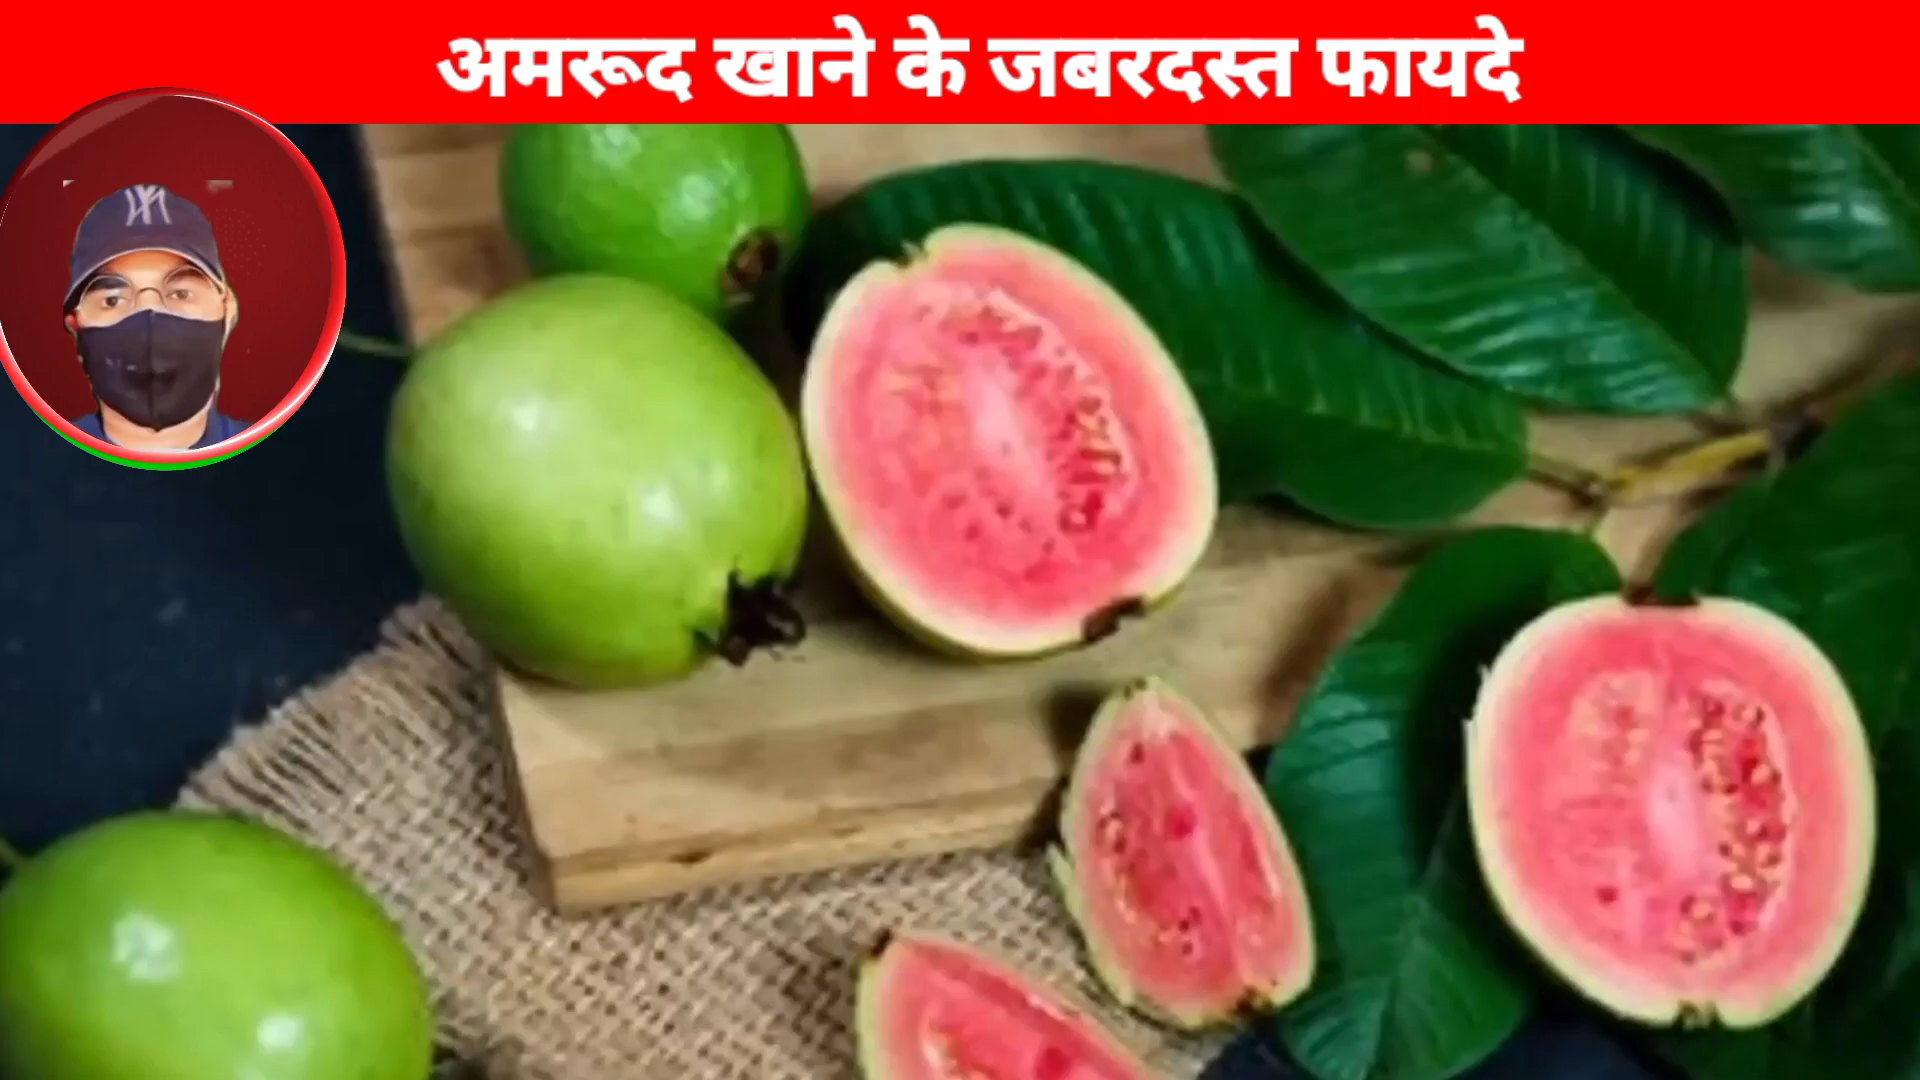 अमरूद खाने के जबरदस्त फायदे